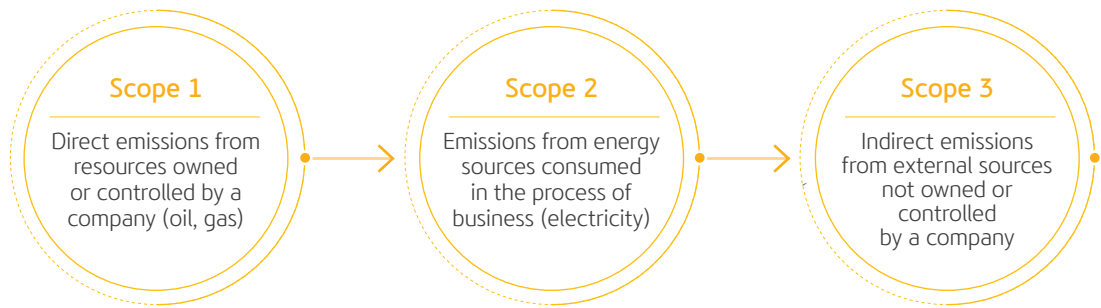 Scope 1
Direct emissions from
resources owned
or controlled by a
company (oil, gas)
Scope 2
Emissions from energy
sources consumed
in the process of
business (electricity)
Scope 3
Indirect emissions
from external sources
not owned or
controlled
by a company